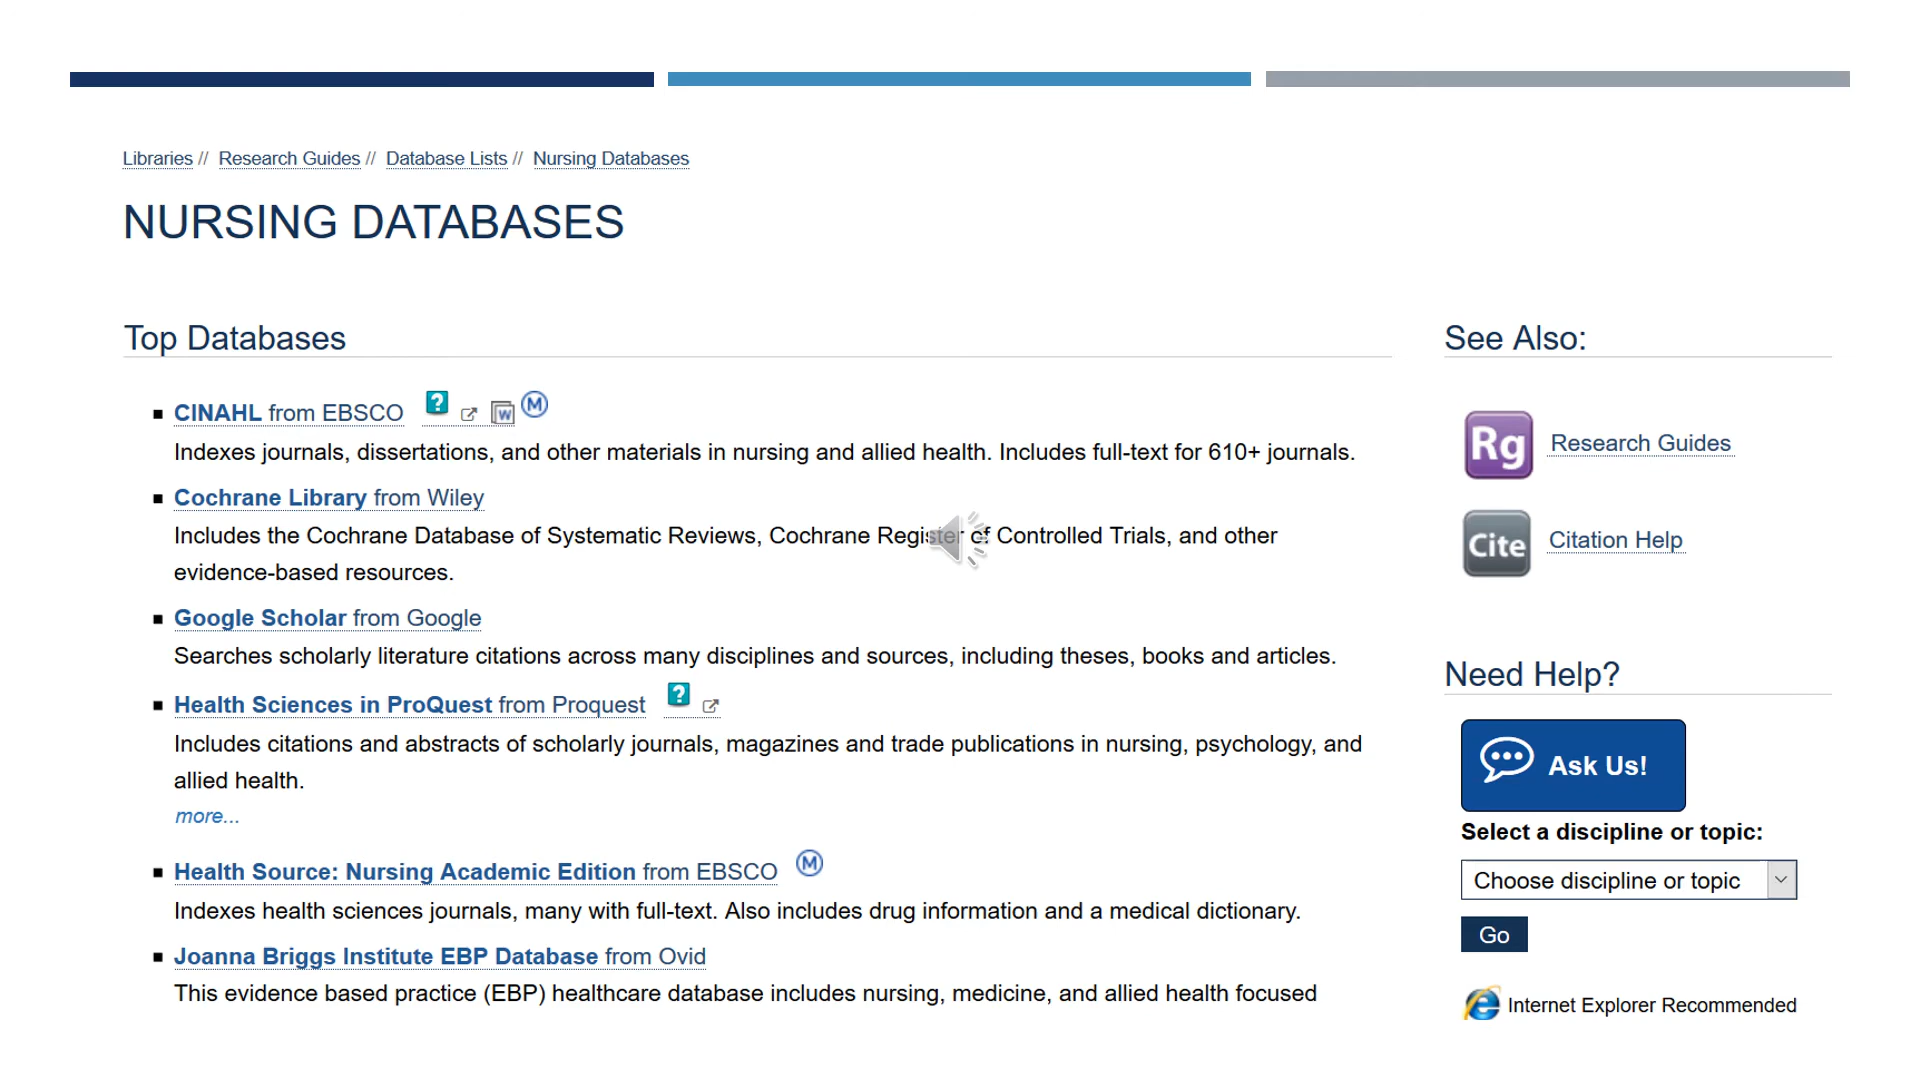 Libraries // Research Guides // Database Lists // Nursing Databases
NURSING DATABASES
Top Databases
CINAHL from EBSCO ? W M
Indexes journals, dissertations, and other materials in nursing and allied health. Includes full-text for 610+ journals.
Cochrane Library from Wiley
Includes the Cochrane Database of Systematic Reviews, Cochrane Register of Controlled Trials, and other
evidence-based resources.
Google Scholar from Google
Searches scholarly literature citations across many disciplines and sources, including theses, books and articles.
Health Sciences in ProQuest from Proquest ?
Includes citations and abstracts of scholarly journals, magazines and trade publications in nursing, psychology, and
allied health.
more...
Health Source: Nursing Academic Edition from EBSCO M
Indexes health sciences journals, many with full-text. Also includes drug information and a medical dictionary.
Joanna Briggs Institute EBP Database from Ovid
This evidence based practice (EBP) healthcare database includes nursing, medicine, and allied health focused
See Also:
Rg Research Guides
Cite Citation Help
Need Help?
Ask Us!
Select a discipline or topic:
Choose discipline or topic
Go
Internet Explorer Recommended